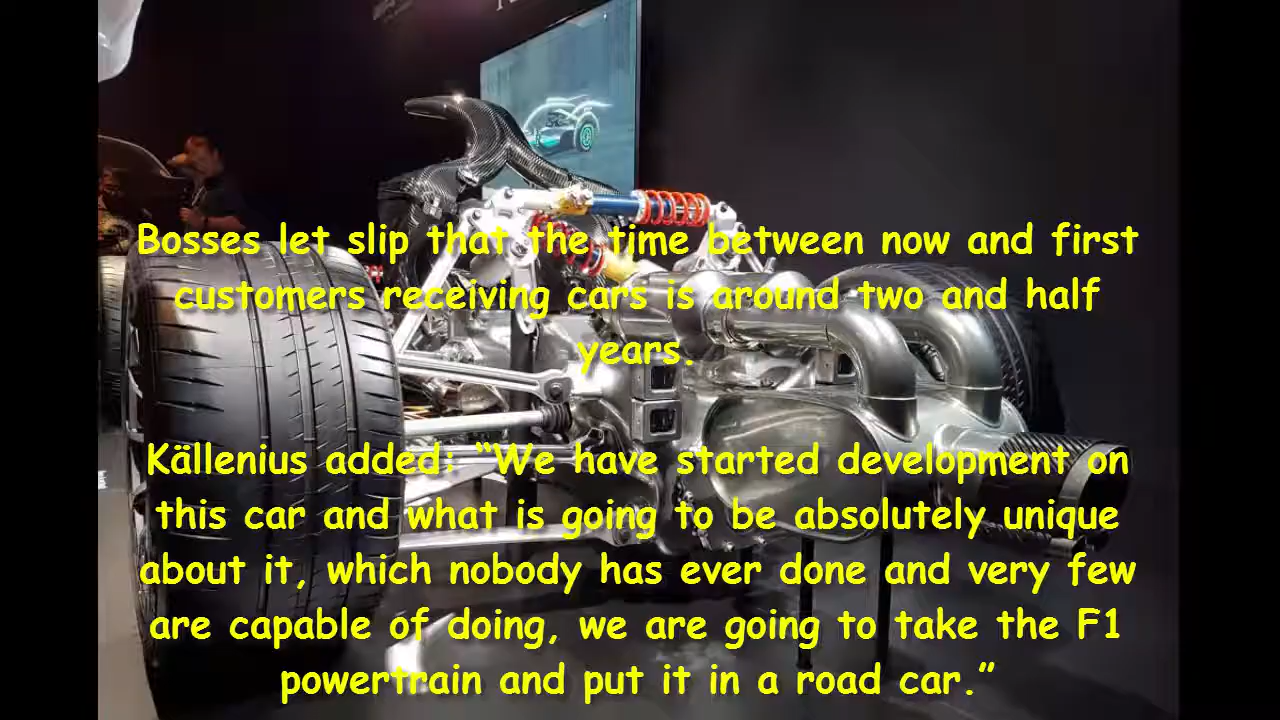 Bosses let slip that the time between now and first
customers receiving cars is around two and half
years.
Källenius added: “We have started development on
this car and what is going to be absolutely unique
about it, which nobody has ever done and very few
are capable of doing, we are going to take the F1
powertrain and put it in a road car.”